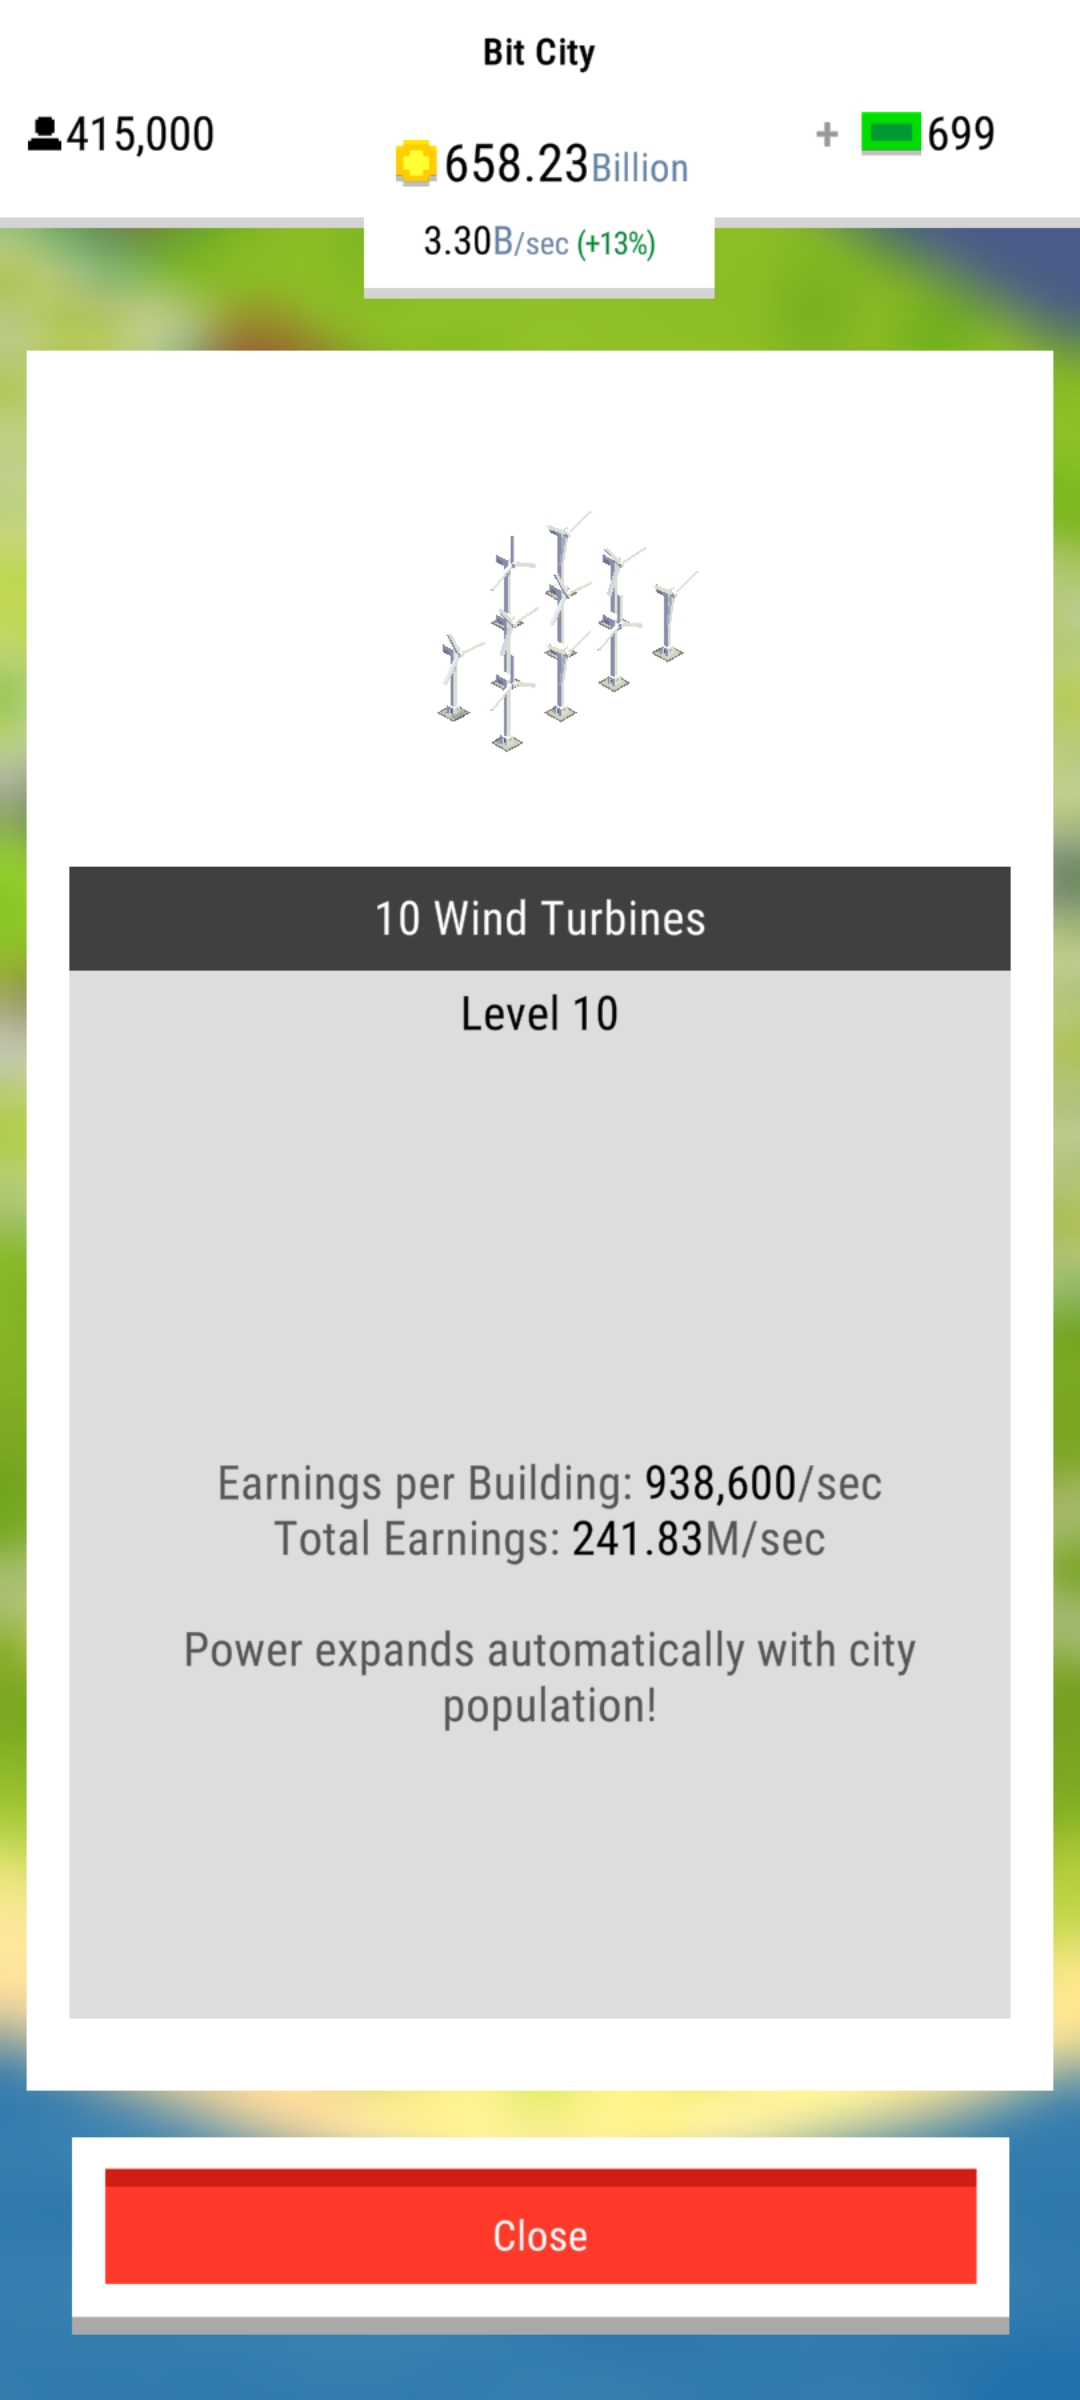 Bit City
415,000
658.23Billion
+ 699
3.30B/sec (+13%)
10 Wind Turbines
Level 10
Earnings per Building: 938,600/sec
Total Earnings: 241.83M/sec
Power expands automatically with city
population!
Close